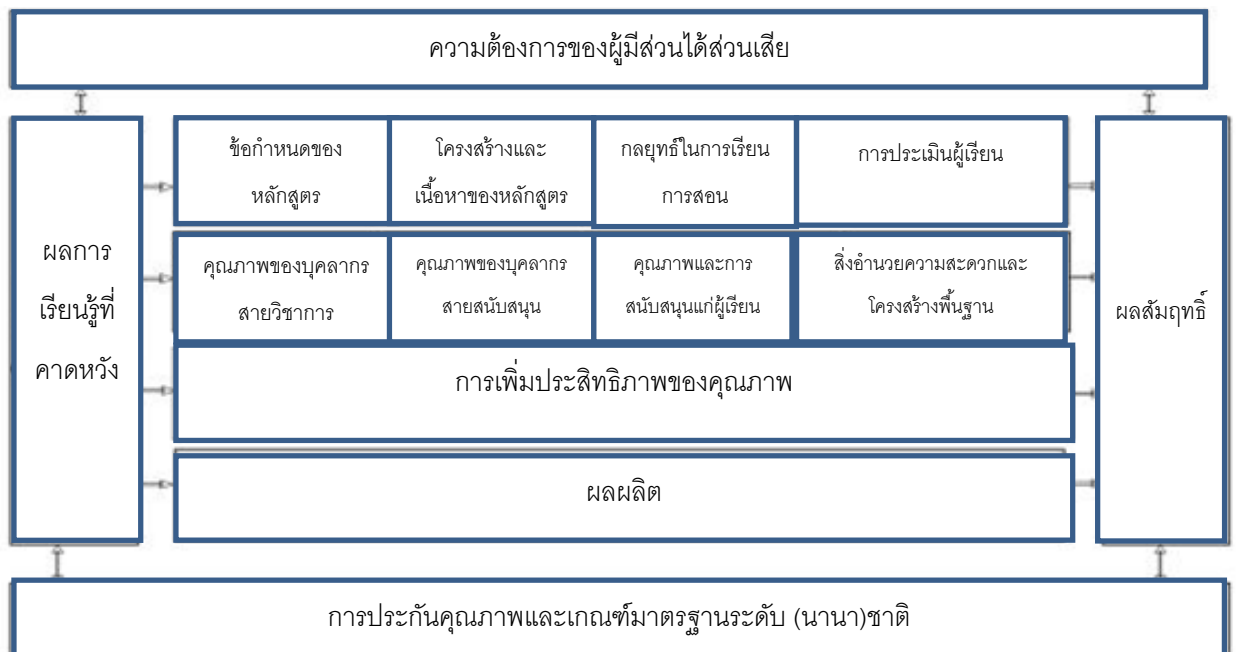 ความต้องการของผู้มีส่วนได้ส่วนเสีย
ผลการ
เรียนรู้ที่
คาดหวัง
ข้อกำหนดของ
หลักสูตร
โครงสร้างและ
เนื้อหาของหลักสูตร
กลยุทธ์ในการเรียน
การสอน
การประเมินผู้เรียน
คุณภาพของบุคลากร
สายวิชาการ
คุณภาพของบุคลากร
สายสนับสนุน
คุณภาพและการ
สนับสนุนแก่ผู้เรียน
สิ่งอำนวยความสะดวกและ
โครงสร้างพื้นฐาน
การเพิ่มประสิทธิภาพของคุณภาพ
ผลผลิต
ผลสัมฤทธิ์
การประกันคุณภาพและเกณฑ์มาตรฐานระดับ (นานา)ชาติ